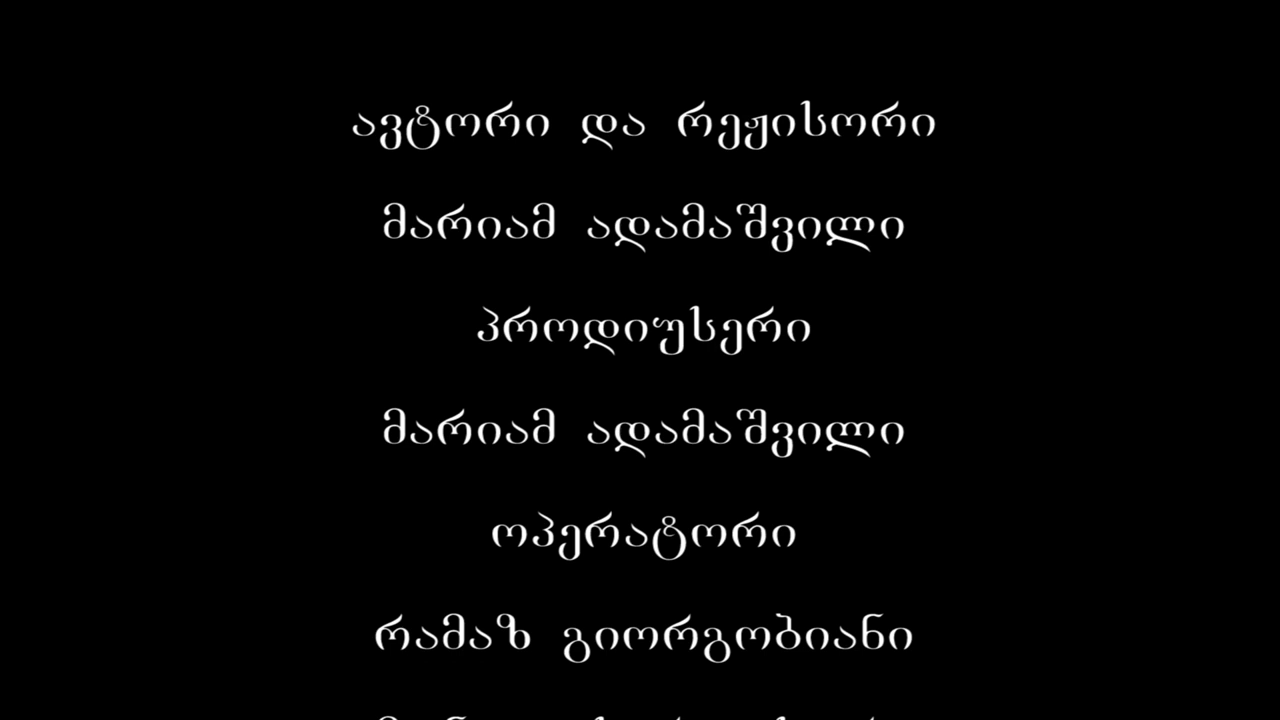 ავტორი და რეჟისორი
მარიამ ადამაშვილი
პროდიუსერი
მარიამ ადამაშვილი
ოპერატორი
რამაზ გიორგობიანი